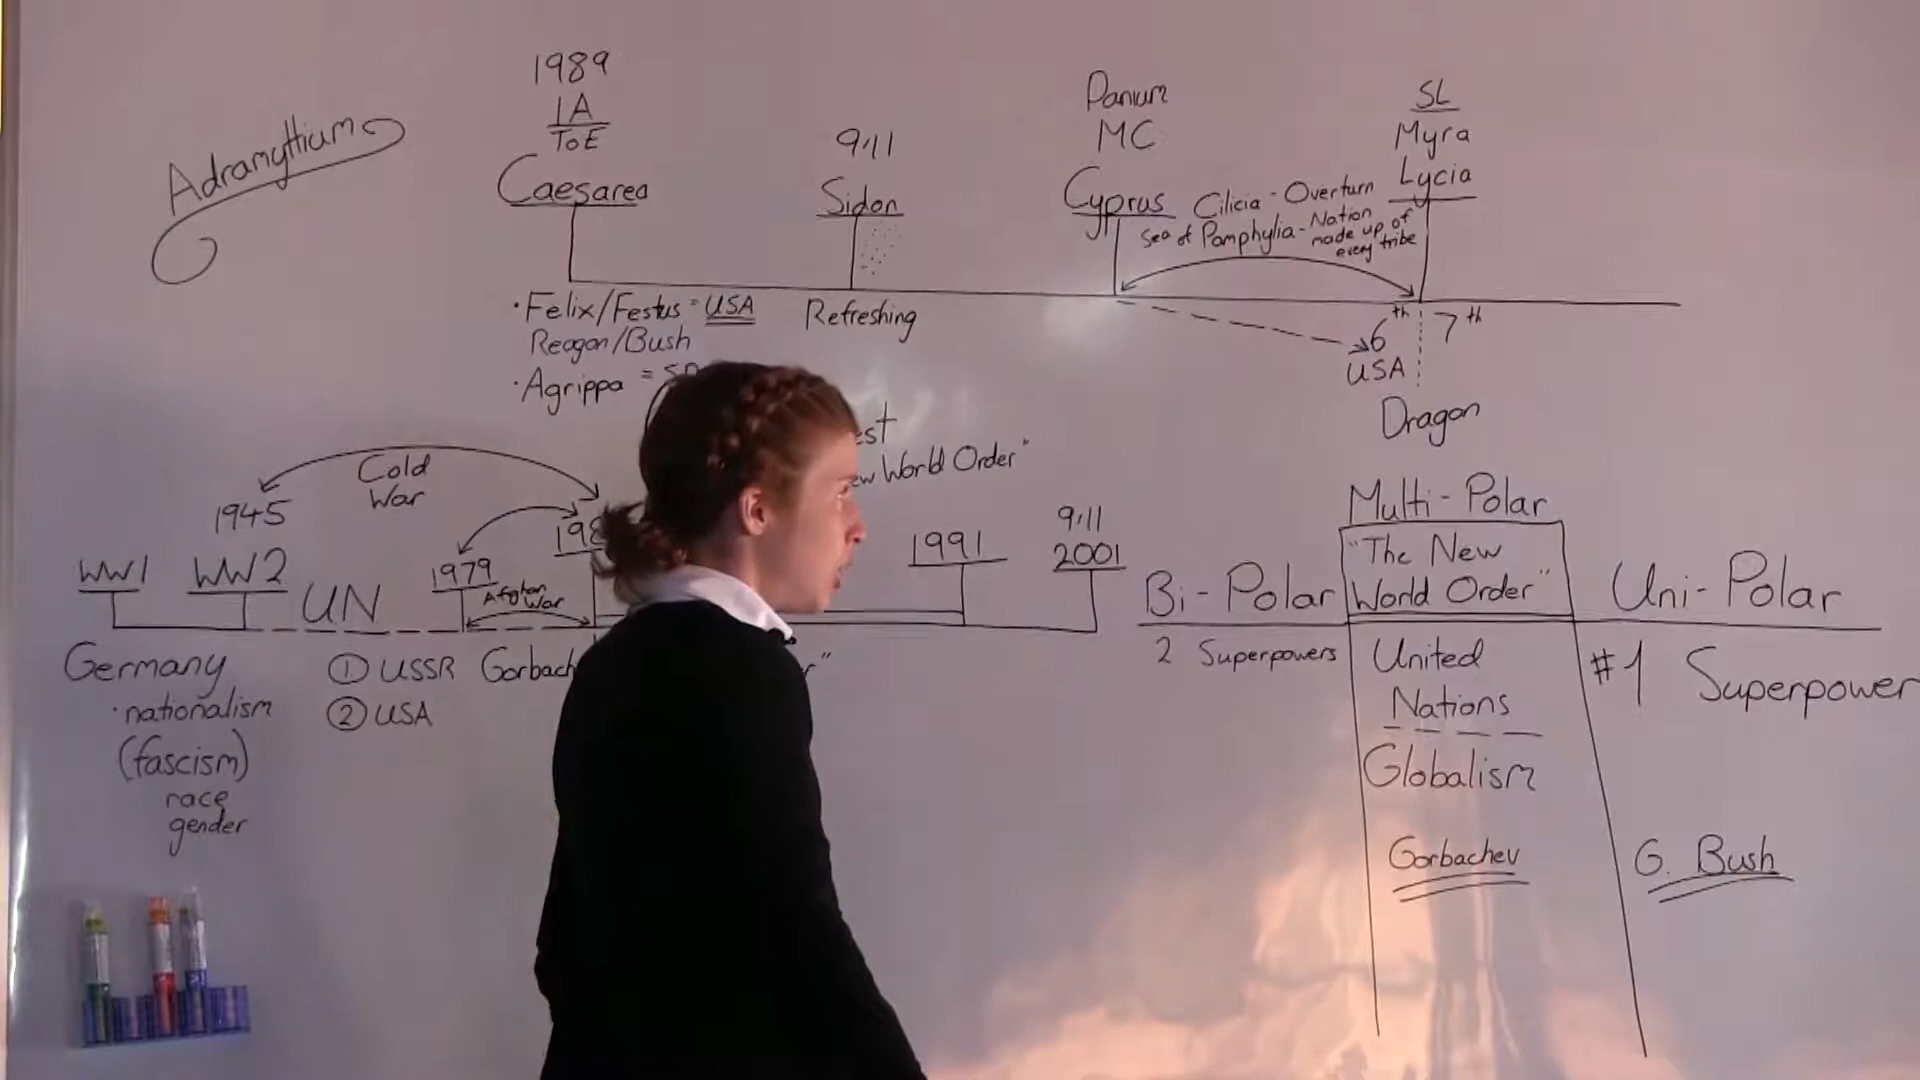 Adramyttium
1989
1A
ToE
Caesarea
9/11
Sidon
Panium
MC
Cyprus
SL
Myra
Lycia
Cilicia - Overturn
Sea of Pamphylia - Nation
made up of
every tribe
• Felix/Festus = USA
Reagan/Bush
• Agrippa =
Refreshing
6th
7th
USA
Dragon
World Order"
Cold
War
1945
WW1
WW2
UN
1979
Afghan
War
198
1991
9/11
2001
Germany
• nationalism
(fascism)
race
gender
① USSR Gorbach
② USA
Multi-Polar
Bi-Polar
"The New
World Order"
Uni-Polar
2 Superpowers
United
Nations
Globalism
Gorbachev
#1 Superpower
G. Bush